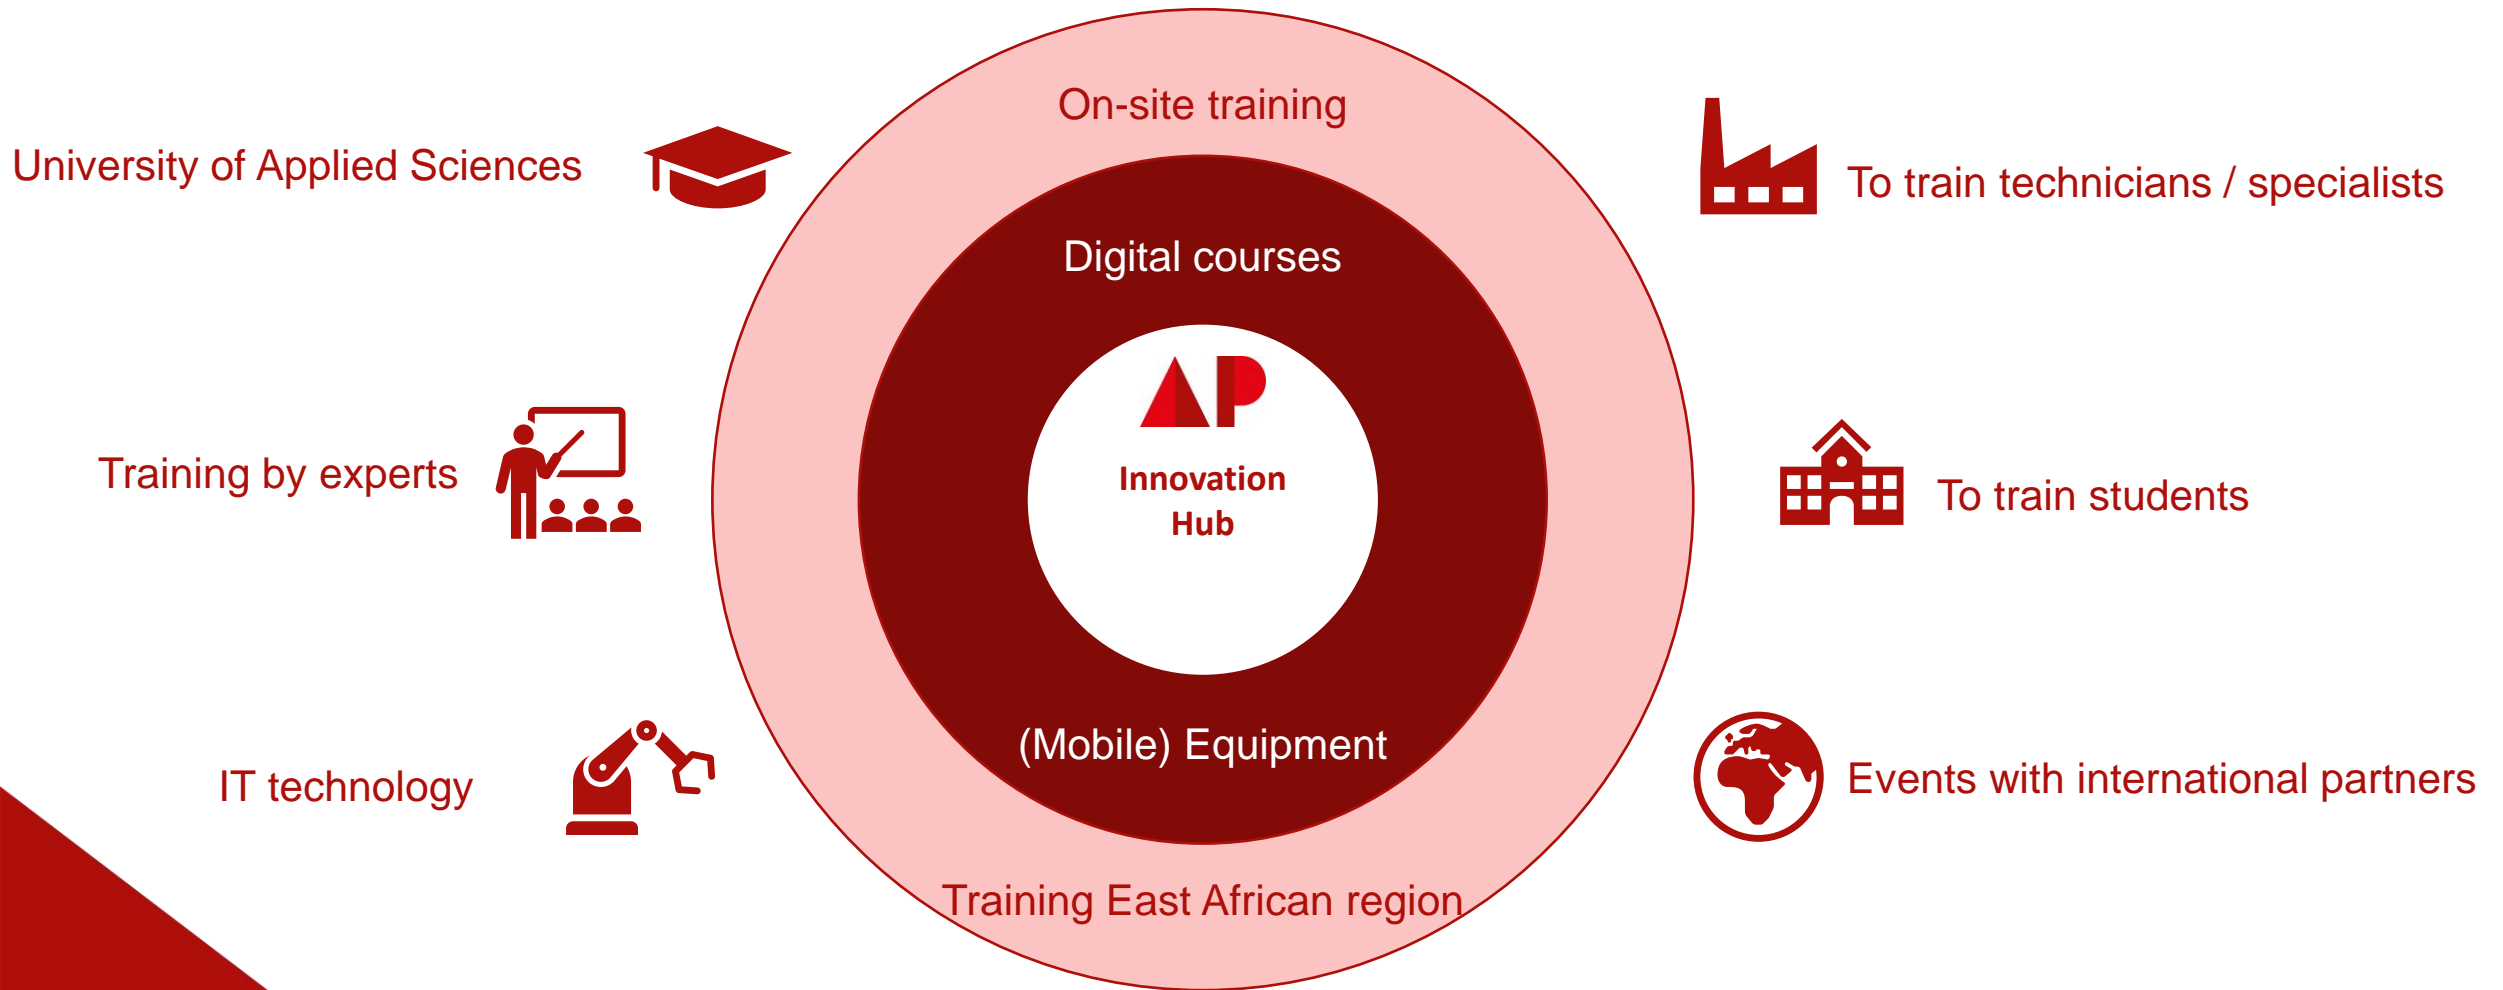 On-site training
University of Applied Sciences
To train technicians / specialists
Digital courses
AP
Innovation
Hub
Training by experts
To train students
(Mobile) Equipment
IT technology
Events with international partners
Training East African region